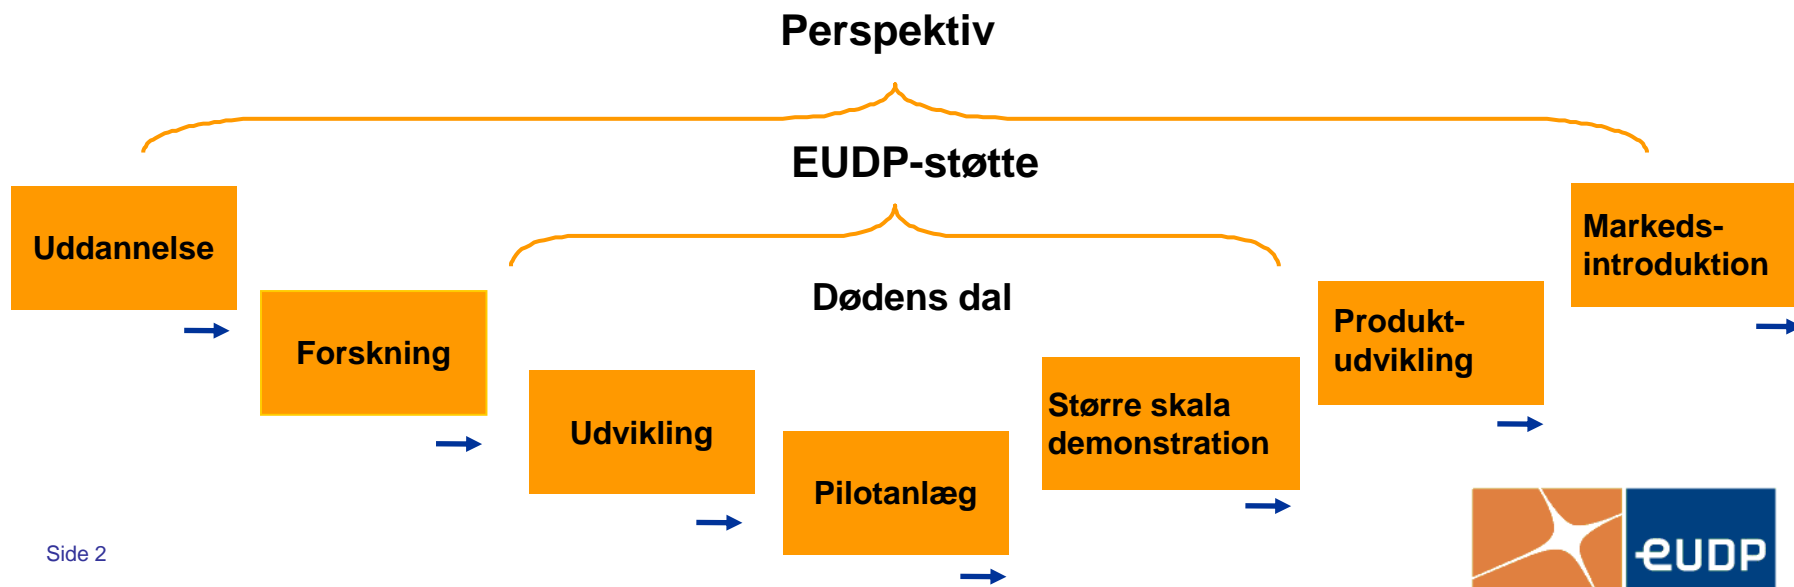 Perspektiv
EUDP-støtte
Dødens dal
Uddannelse
Forskning
Udvikling
Pilotanlæg
Større skala
demonstration
Produkt-
udvikling
Markeds-
introduktion
Side 2
eUDP